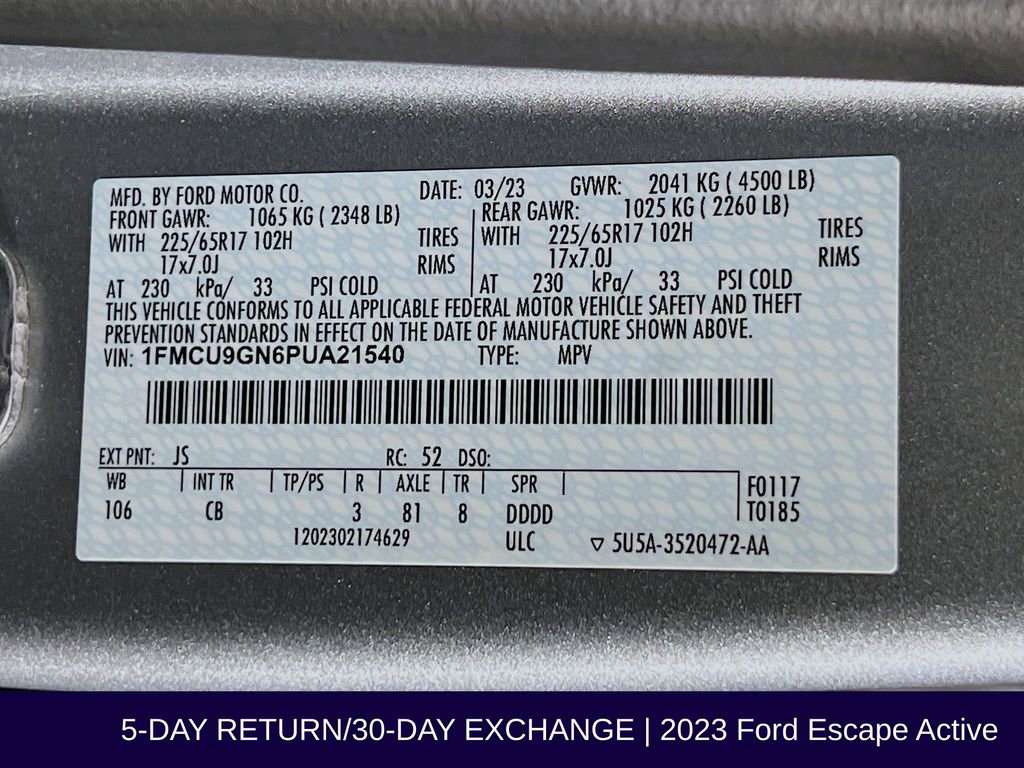 MFD. BY FORD MOTOR CO. DATE: 03/23 GVWR: 2041 KG ( 4500 LB)
FRONT GAWR: 1065 KG ( 2348 LB) REAR GAWR: 1025 KG ( 2260 LB)
WITH 225/65R17 102H TIRES WITH 225/65R17 102H TIRES
17x7.0J RIMS 17x7.0J RIMS
AT 230 kPa/ 33 PSI COLD AT 230 kPa/ 33 PSI COLD
THIS VEHICLE CONFORMS TO ALL APPLICABLE FEDERAL MOTOR VEHICLE SAFETY AND THEFT
PREVENTION STANDARDS IN EFFECT ON THE DATE OF MANUFACTURE SHOWN ABOVE.
VIN: 1FMCU9GN6PUA21540 TYPE: MPV
EXT PNT: JS RC: 52 DSO:
WB INT TR TP/PS R AXLE TR SPR F0117
106 CB 3 81 8 DDDD T0185
1202302174629 ULC ▽ 5U5A-3520472-AA
5-DAY RETURN/30-DAY EXCHANGE | 2023 Ford Escape Active